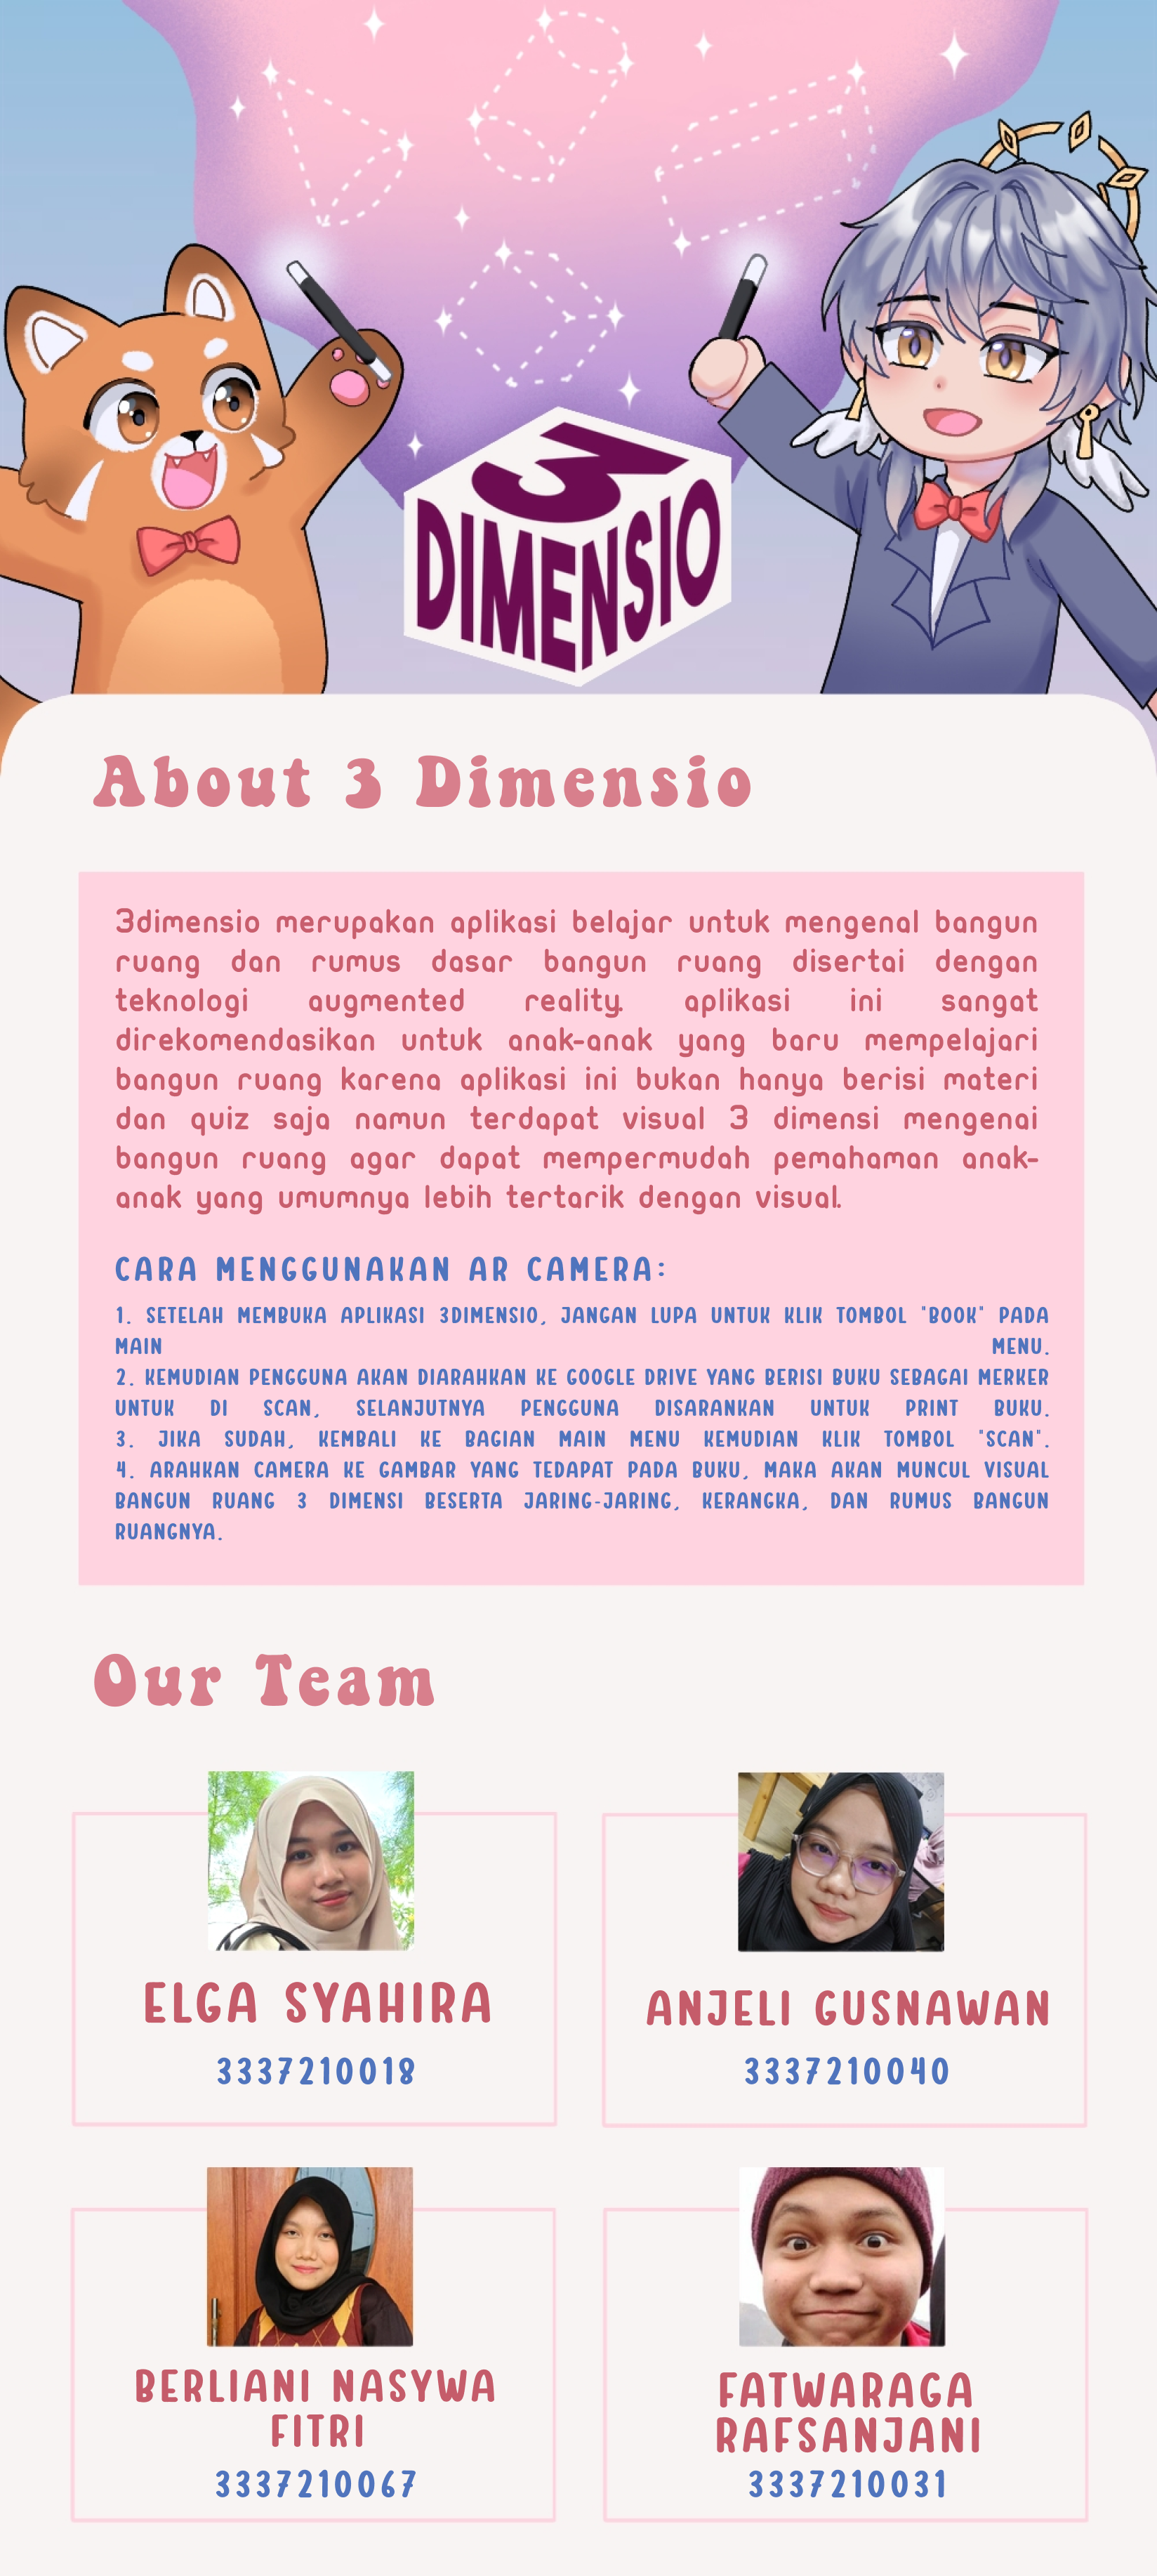 3
DIMENSIO
About 3 Dimensio
3dimensio merupakan aplikasi belajar untuk mengenal bangun
ruang dan rumus dasar bangun ruang disertai dengan
teknologi augmented reality. aplikasi ini sangat
direkomendasikan untuk anak-anak yang baru mempelajari
bangun ruang karena aplikasi ini bukan hanya berisi materi
dan quiz saja namun terdapat visual 3 dimensi mengenai
bangun ruang agar dapat mempermudah pemahaman anak-
anak yang umumnya lebih tertarik dengan visual.
CARA MENGGUNAKAN AR CAMERA:
1. SETELAH MEMBUKA APLIKASI 3DIMENSIO, JANGAN LUPA UNTUK KLIK TOMBOL "BOOK" PADA
MAIN MENU.
2. KEMUDIAN PENGGUNA AKAN DIARAHKAN KE GOOGLE DRIVE YANG BERISI BUKU SEBAGAI MERKER
UNTUK DI SCAN, SELANJUTNYA PENGGUNA DISARANKAN UNTUK PRINT BUKU.
3. JIKA SUDAH, KEMBALI KE BAGIAN MAIN MENU KEMUDIAN KLIK TOMBOL "SCAN".
4. ARAHKAN CAMERA KE GAMBAR YANG TEDAPAT PADA BUKU, MAKA AKAN MUNCUL VISUAL
BANGUN RUANG 3 DIMENSI BESERTA JARING-JARING, KERANGKA, DAN RUMUS BANGUN
RUANGNYA.
Our Team
ELGA SYAHIRA
3337210018
ANJELI GUSNAWAN
3337210040
BERLIANI NASYWA
FITRI
3337210067
FATWARAGA
RAFSANJANI
3337210031